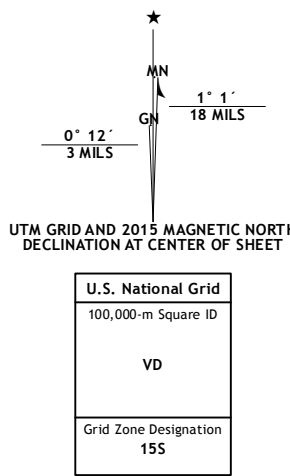 ★
MN
1° 1´
18 MILS
GN
0° 12´
3 MILS
UTM GRID AND 2015 MAGNETIC NORTH
DECLINATION AT CENTER OF SHEET
U.S. National Grid
100,000-m Square ID
VD
Grid Zone Designation
15S